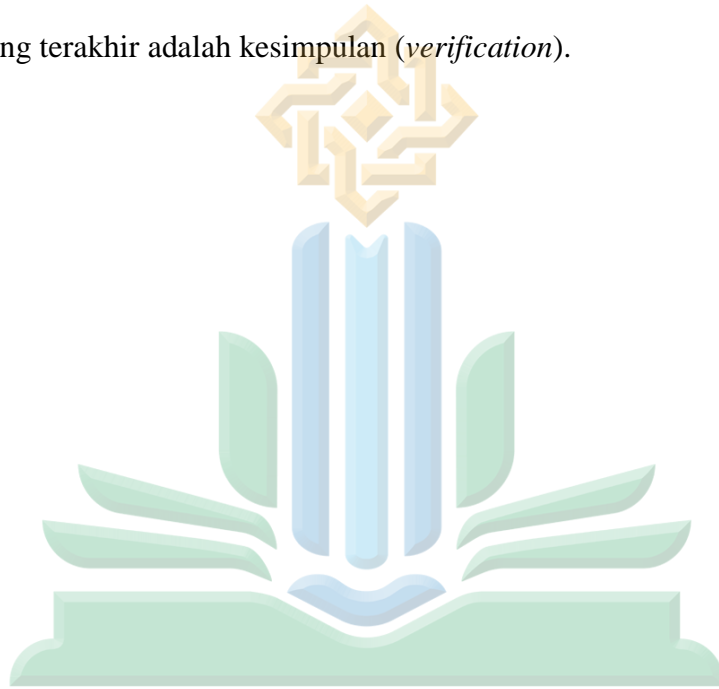 ng terakhir adalah kesimpulan (verification).